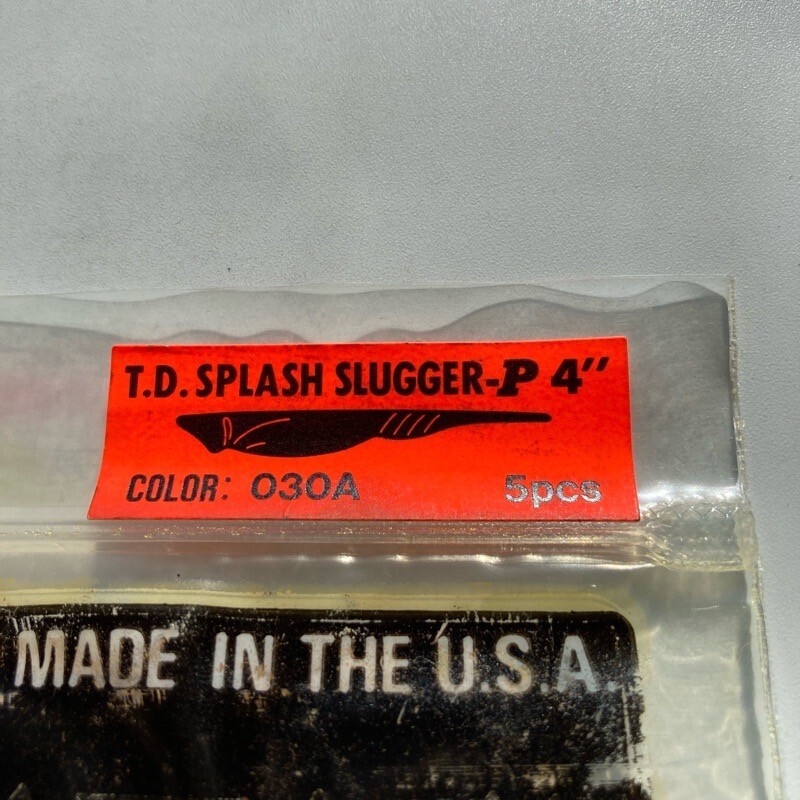 T.D. SPLASH SLUGGER-P 4"
COLOR: 030A 5pcs
MADE IN THE U.S.A.